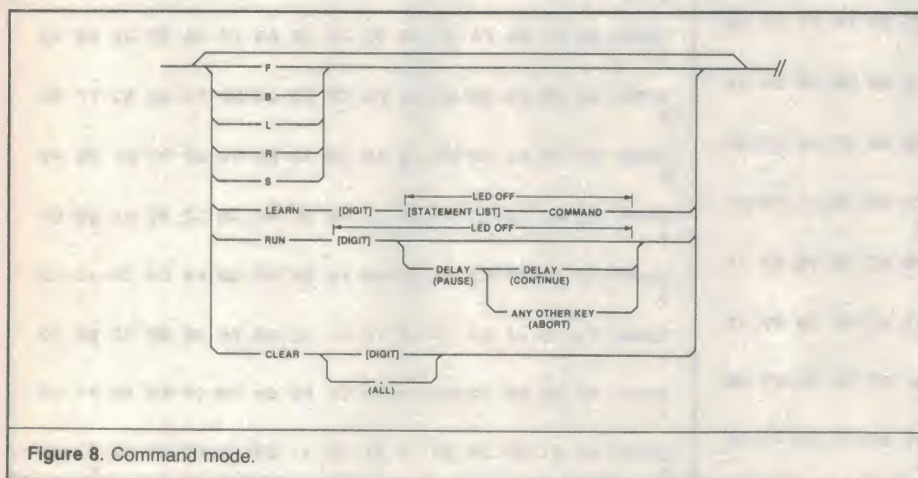 F
B
L
R
S
LED OFF
LEARN [DIGIT] [STATEMENT LIST] COMMAND
LED OFF
RUN [DIGIT]
DELAY DELAY
(PAUSE) (CONTINUE)
ANY OTHER KEY
(ABORT)
CLEAR [DIGIT]
.
(ALL)
Figure 8. Command mode.